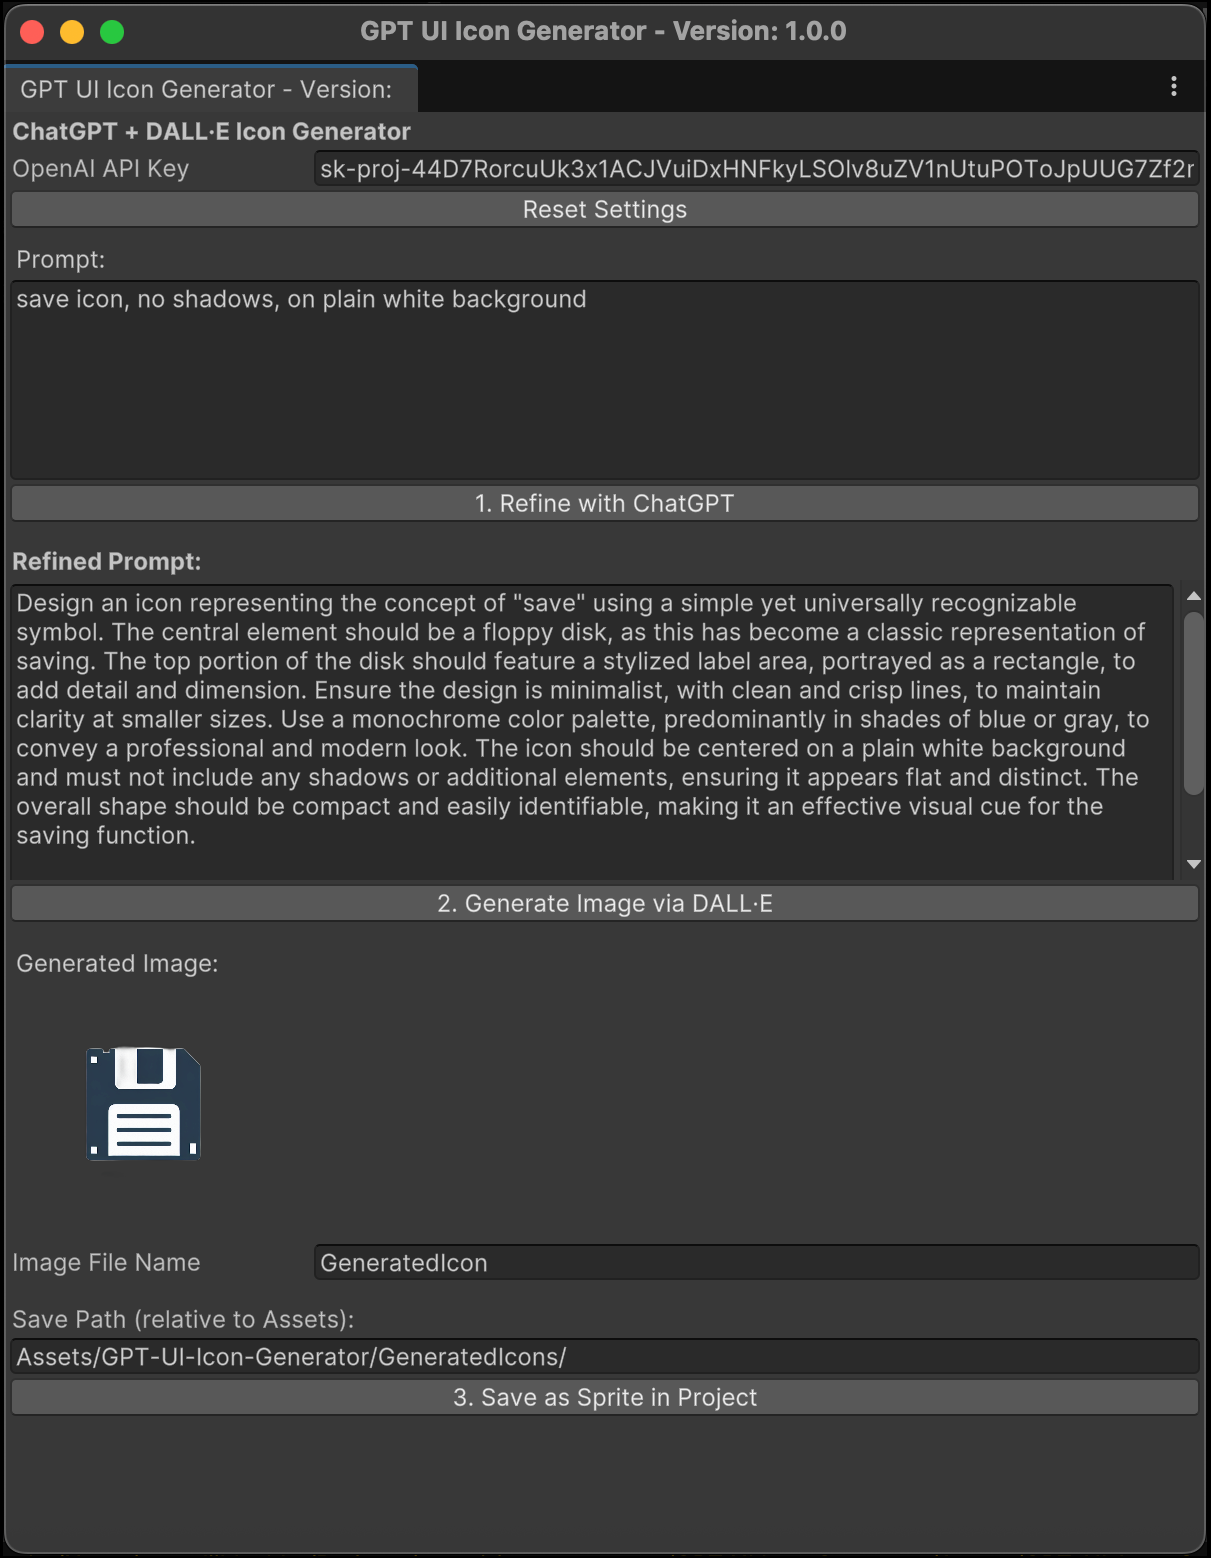 GPT UI Icon Generator - Version: 1.0.0
GPT UI Icon Generator - Version:
ChatGPT + DALL·E Icon Generator
OpenAI API Key
[API key redacted]
Reset Settings
Prompt:
save icon, no shadows, on plain white background
1. Refine with ChatGPT
Refined Prompt:
Design an icon representing the concept of "save" using a simple yet universally recognizable
symbol. The central element should be a floppy disk, as this has become a classic representation of
saving. The top portion of the disk should feature a stylized label area, portrayed as a rectangle, to
add detail and dimension. Ensure the design is minimalist, with clean and crisp lines, to maintain
clarity at smaller sizes. Use a monochrome color palette, predominantly in shades of blue or gray, to
convey a professional and modern look. The icon should be centered on a plain white background
and must not include any shadows or additional elements, ensuring it appears flat and distinct. The
overall shape should be compact and easily identifiable, making it an effective visual cue for the
saving function.
2. Generate Image via DALL·E
Generated Image:
Image File Name
GeneratedIcon
Save Path (relative to Assets):
Assets/GPT-UI-Icon-Generator/GeneratedIcons/
3. Save as Sprite in Project